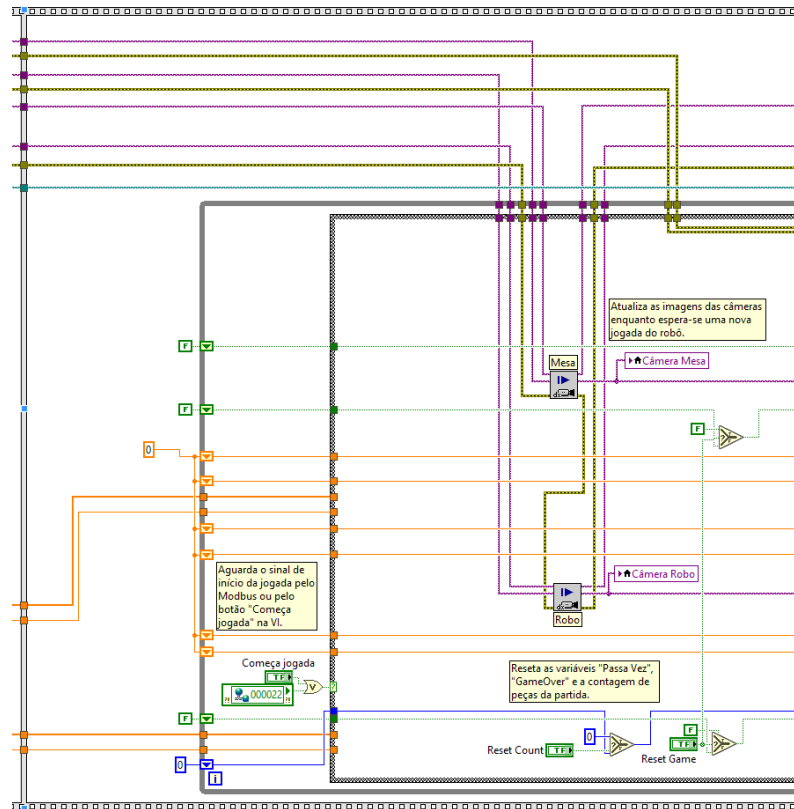 Atualiza as imagens das câmeras
enquanto espera-se uma nova
jogada do robô.
Mesa
Câmera Mesa
F
F
F
0
Aguarda o sinal de
início da jogada pelo
Modbus ou pelo
botão "Começa
jogada" na VI.
Câmera Robo
Robo
Começa jogada
TF
000022
V
?
Reseta as variáveis "Passa Vez",
"GameOver" e a contagem de
peças da partida.
F
0
F
Reset Count
TF
TF
Reset Game
0
i